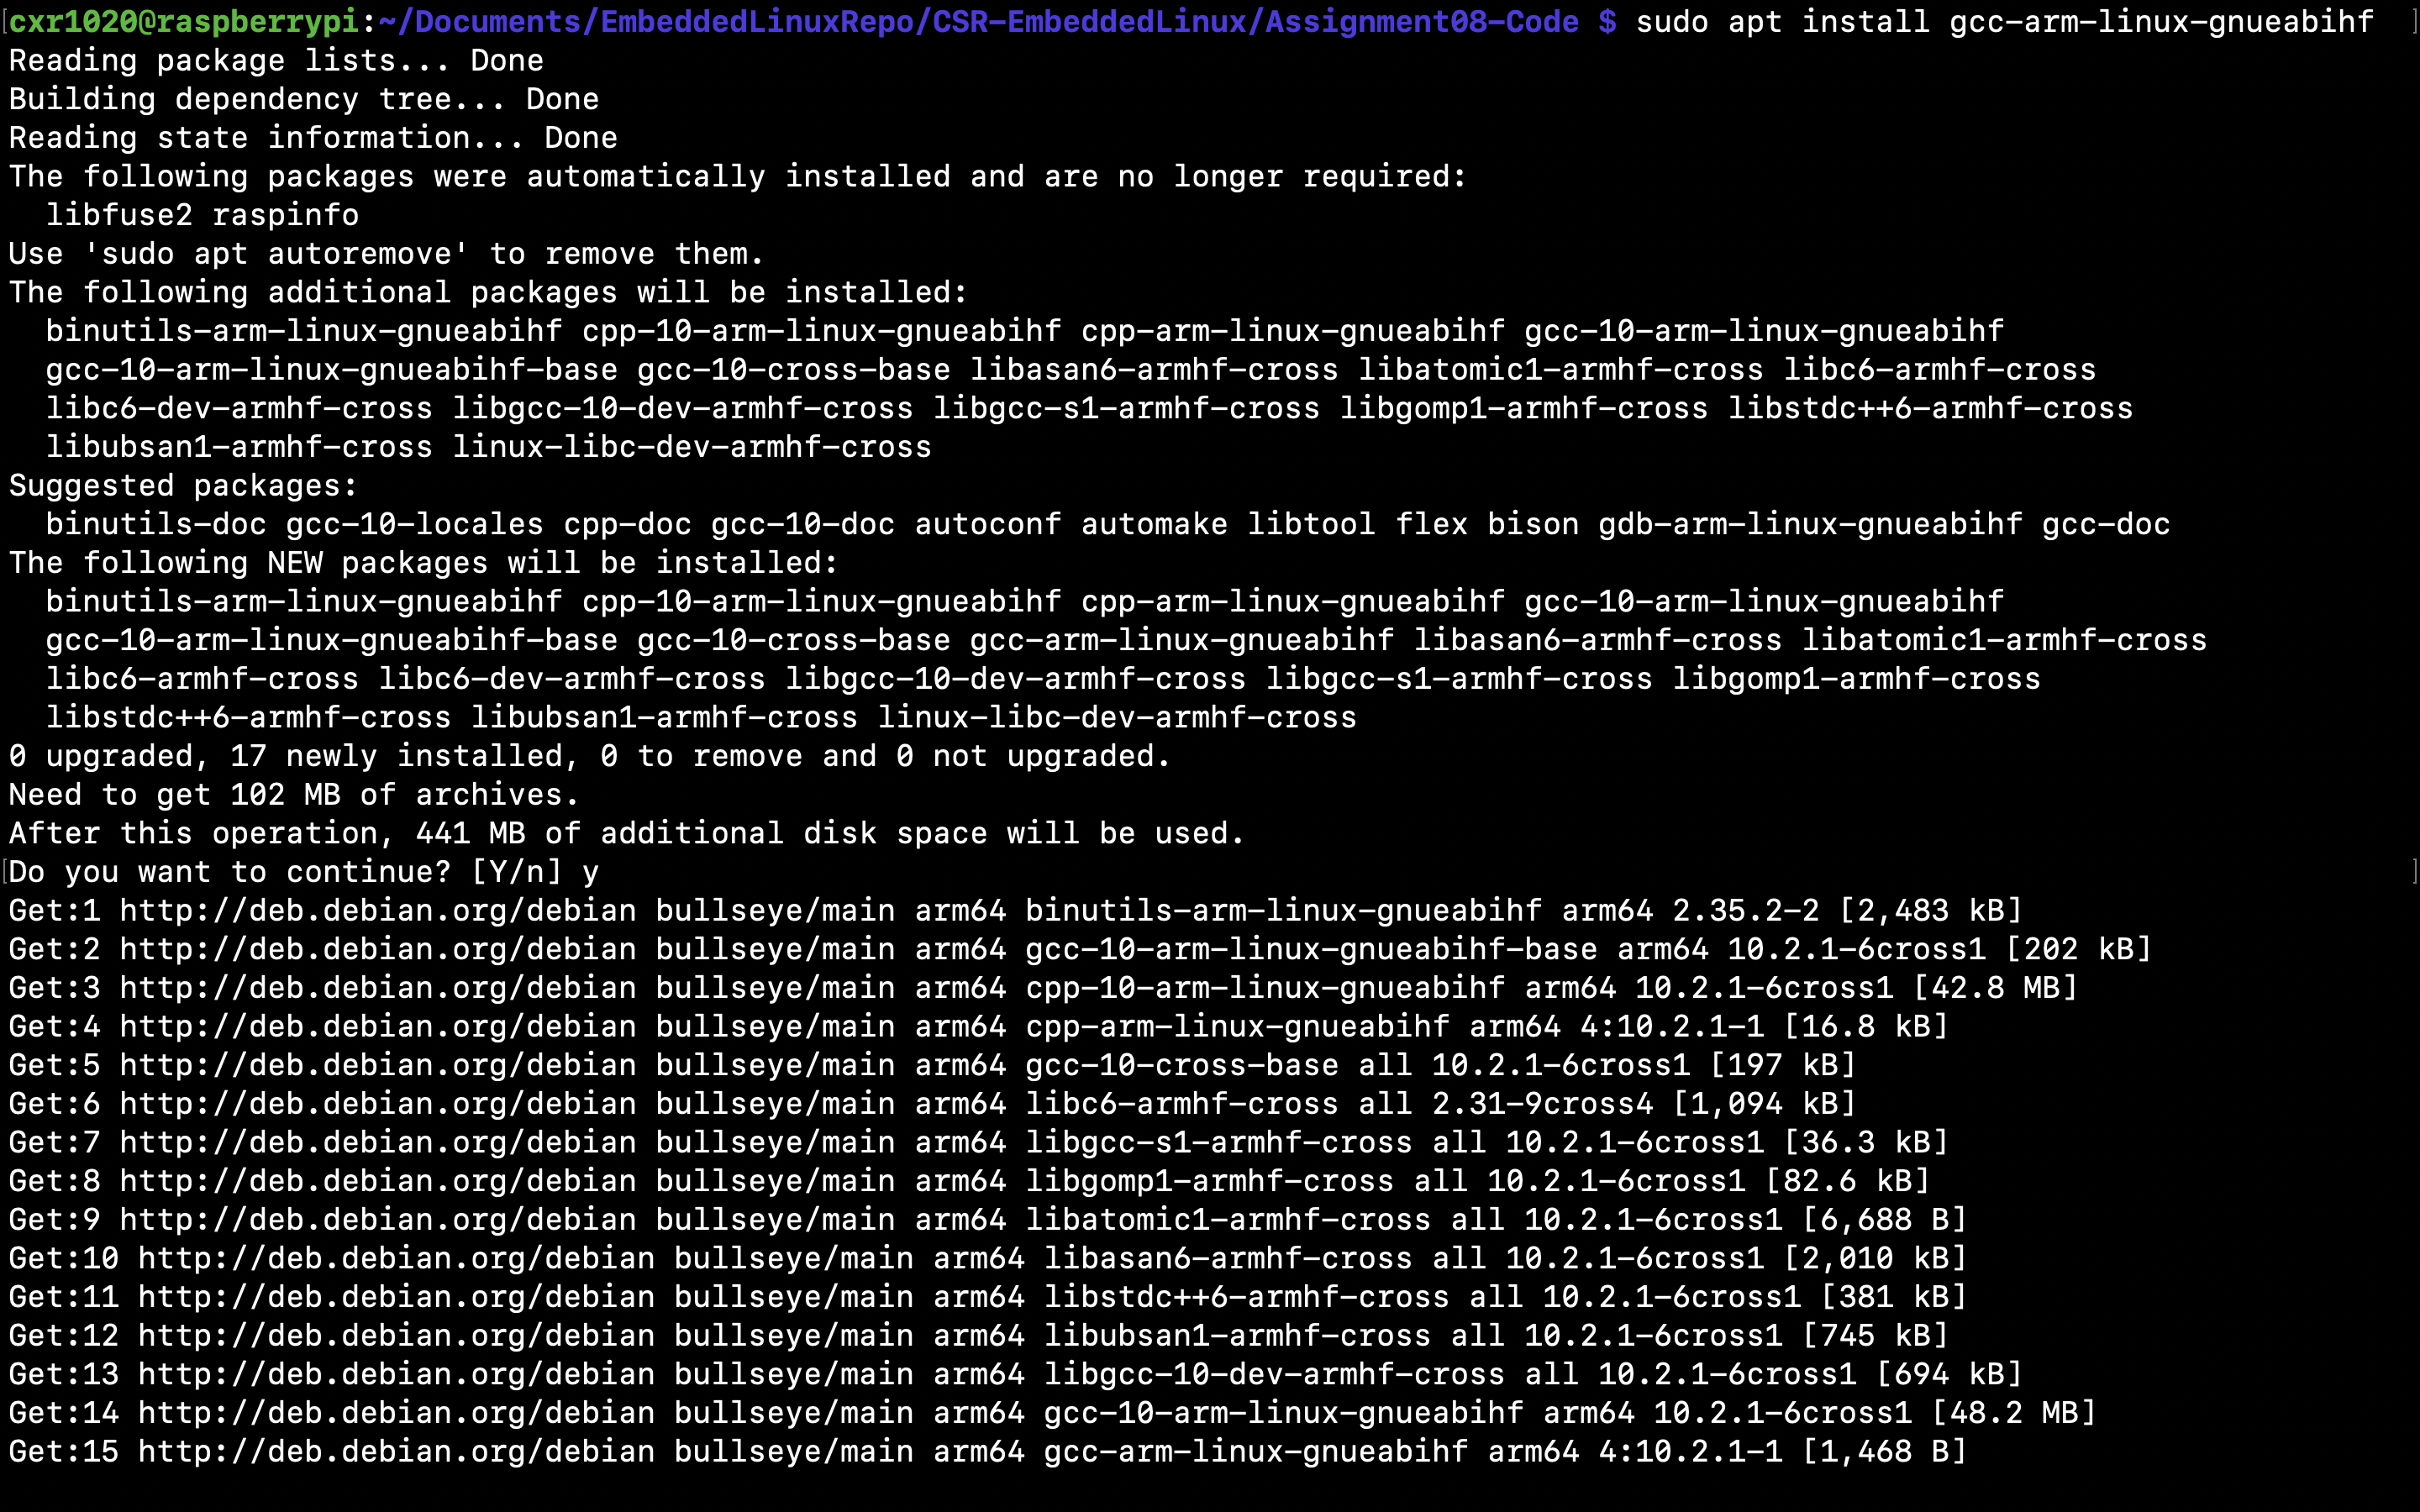 cxr1020@raspberrypi:~/Documents/EmbeddedLinuxRepo/CSR-EmbeddedLinux/Assignment08-Code $ sudo apt install gcc-arm-linux-gnueabihf
Reading package lists... Done
Building dependency tree... Done
Reading state information... Done
The following packages were automatically installed and are no longer required:
  libfuse2 raspinfo
Use 'sudo apt autoremove' to remove them.
The following additional packages will be installed:
  binutils-arm-linux-gnueabihf cpp-10-arm-linux-gnueabihf cpp-arm-linux-gnueabihf gcc-10-arm-linux-gnueabihf
  gcc-10-arm-linux-gnueabihf-base gcc-10-cross-base libasan6-armhf-cross libatomic1-armhf-cross libc6-armhf-cross
  libc6-dev-armhf-cross libgcc-10-dev-armhf-cross libgcc-s1-armhf-cross libgomp1-armhf-cross libstdc++6-armhf-cross
  libubsan1-armhf-cross linux-libc-dev-armhf-cross
Suggested packages:
  binutils-doc gcc-10-locales cpp-doc gcc-10-doc autoconf automake libtool flex bison gdb-arm-linux-gnueabihf gcc-doc
The following NEW packages will be installed:
  binutils-arm-linux-gnueabihf cpp-10-arm-linux-gnueabihf cpp-arm-linux-gnueabihf gcc-10-arm-linux-gnueabihf
  gcc-10-arm-linux-gnueabihf-base gcc-10-cross-base gcc-arm-linux-gnueabihf libasan6-armhf-cross libatomic1-armhf-cross
  libc6-armhf-cross libc6-dev-armhf-cross libgcc-10-dev-armhf-cross libgcc-s1-armhf-cross libgomp1-armhf-cross
  libstdc++6-armhf-cross libubsan1-armhf-cross linux-libc-dev-armhf-cross
0 upgraded, 17 newly installed, 0 to remove and 0 not upgraded.
Need to get 102 MB of archives.
After this operation, 441 MB of additional disk space will be used.
Do you want to continue? [Y/n] y
Get:1 http://deb.debian.org/debian bullseye/main arm64 binutils-arm-linux-gnueabihf arm64 2.35.2-2 [2,483 kB]
Get:2 http://deb.debian.org/debian bullseye/main arm64 gcc-10-arm-linux-gnueabihf-base arm64 10.2.1-6cross1 [202 kB]
Get:3 http://deb.debian.org/debian bullseye/main arm64 cpp-10-arm-linux-gnueabihf arm64 10.2.1-6cross1 [42.8 MB]
Get:4 http://deb.debian.org/debian bullseye/main arm64 cpp-arm-linux-gnueabihf arm64 4:10.2.1-1 [16.8 kB]
Get:5 http://deb.debian.org/debian bullseye/main arm64 gcc-10-cross-base all 10.2.1-6cross1 [197 kB]
Get:6 http://deb.debian.org/debian bullseye/main arm64 libc6-armhf-cross all 2.31-9cross4 [1,094 kB]
Get:7 http://deb.debian.org/debian bullseye/main arm64 libgcc-s1-armhf-cross all 10.2.1-6cross1 [36.3 kB]
Get:8 http://deb.debian.org/debian bullseye/main arm64 libgomp1-armhf-cross all 10.2.1-6cross1 [82.6 kB]
Get:9 http://deb.debian.org/debian bullseye/main arm64 libatomic1-armhf-cross all 10.2.1-6cross1 [6,688 B]
Get:10 http://deb.debian.org/debian bullseye/main arm64 libasan6-armhf-cross all 10.2.1-6cross1 [2,010 kB]
Get:11 http://deb.debian.org/debian bullseye/main arm64 libstdc++6-armhf-cross all 10.2.1-6cross1 [381 kB]
Get:12 http://deb.debian.org/debian bullseye/main arm64 libubsan1-armhf-cross all 10.2.1-6cross1 [745 kB]
Get:13 http://deb.debian.org/debian bullseye/main arm64 libgcc-10-dev-armhf-cross all 10.2.1-6cross1 [694 kB]
Get:14 http://deb.debian.org/debian bullseye/main arm64 gcc-10-arm-linux-gnueabihf arm64 10.2.1-6cross1 [48.2 MB]
Get:15 http://deb.debian.org/debian bullseye/main arm64 gcc-arm-linux-gnueabihf arm64 4:10.2.1-1 [1,468 B]